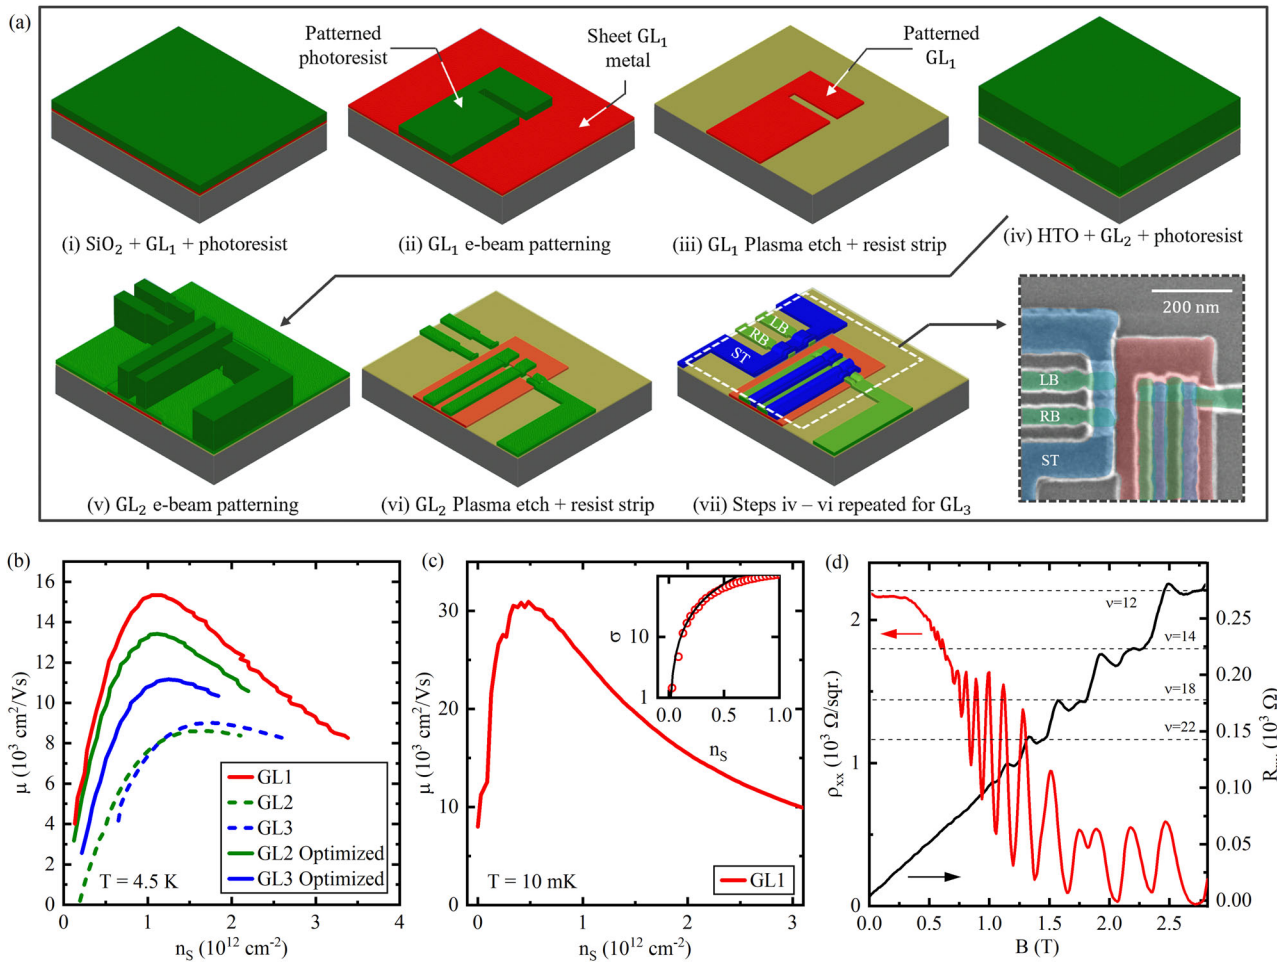 (a)
Patterned
photoresist
Sheet GL₁
metal
Patterned
GL₁
(i) SiO₂ + GL₁ + photoresist
(ii) GL₁ e-beam patterning
(iii) GL₁ Plasma etch + resist strip
(iv) HTO + GL₂ + photoresist
LB
RB
ST
200 nm
LB
RB
ST
(v) GL₂ e-beam patterning
(vi) GL₂ Plasma etch + resist strip
(vii) Steps iv – vi repeated for GL₃
(b)
μ (10³ cm²/Vs)
16
14
12
10
8
6
4
2
0
GL1
GL2
GL3
GL2 Optimized
GL3 Optimized
T = 4.5 K
0 1 2 3 4
nS (10¹² cm⁻²)
(c)
μ (10³ cm²/Vs)
30
20
10
0
σ
10
1
0.0 0.5 1.0
nS
T = 10 mK
GL1
0 1 2 3
nS (10¹² cm⁻²)
(d)
ρxx (10³ Ω/sqr.)
2
1
0
ν=12
ν=14
ν=18
ν=22
0.25
0.20
0.15
0.10
0.05
0.00
(10³ Ω)
0.0 0.5 1.0 1.5 2.0 2.5
B (T)